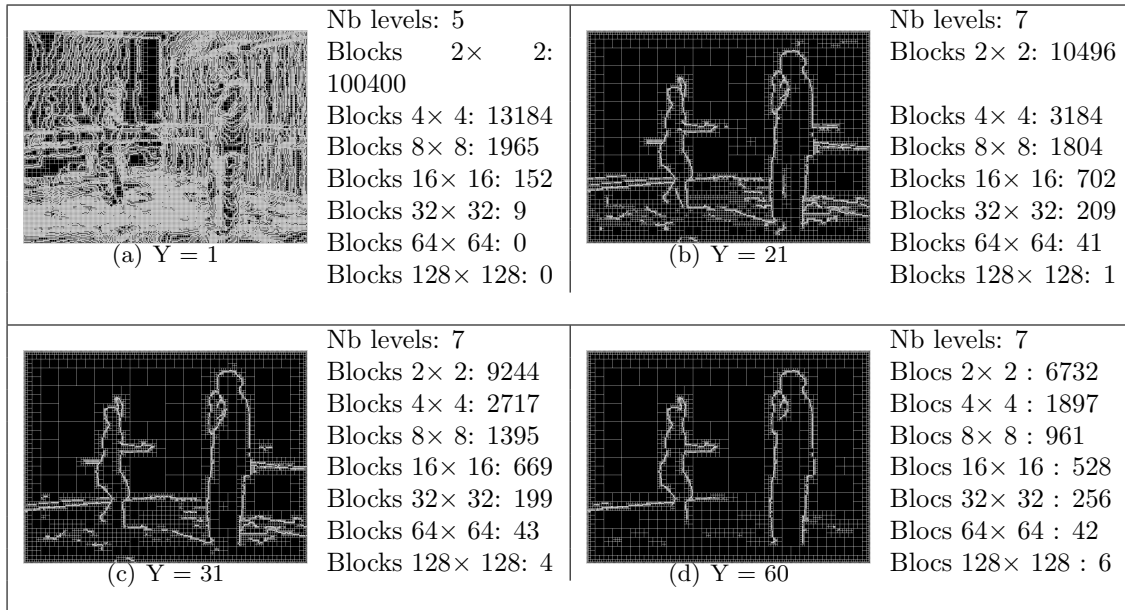 Nb levels: 5
Blocks 2× 2:
100400
Blocks 4× 4: 13184
Blocks 8× 8: 1965
Blocks 16× 16: 152
Blocks 32× 32: 9
Blocks 64× 64: 0
Blocks 128× 128: 0
(a) Y = 1
Nb levels: 7
Blocks 2× 2: 10496
Blocks 4× 4: 3184
Blocks 8× 8: 1804
Blocks 16× 16: 702
Blocks 32× 32: 209
Blocks 64× 64: 41
Blocks 128× 128: 1
(b) Y = 21
Nb levels: 7
Blocks 2× 2: 9244
Blocks 4× 4: 2717
Blocks 8× 8: 1395
Blocks 16× 16: 669
Blocks 32× 32: 199
Blocks 64× 64: 43
Blocks 128× 128: 4
(c) Y = 31
Nb levels: 7
Blocs 2× 2 : 6732
Blocs 4× 4 : 1897
Blocs 8× 8 : 961
Blocs 16× 16 : 528
Blocs 32× 32 : 256
Blocs 64× 64 : 42
Blocs 128× 128 : 6
(d) Y = 60